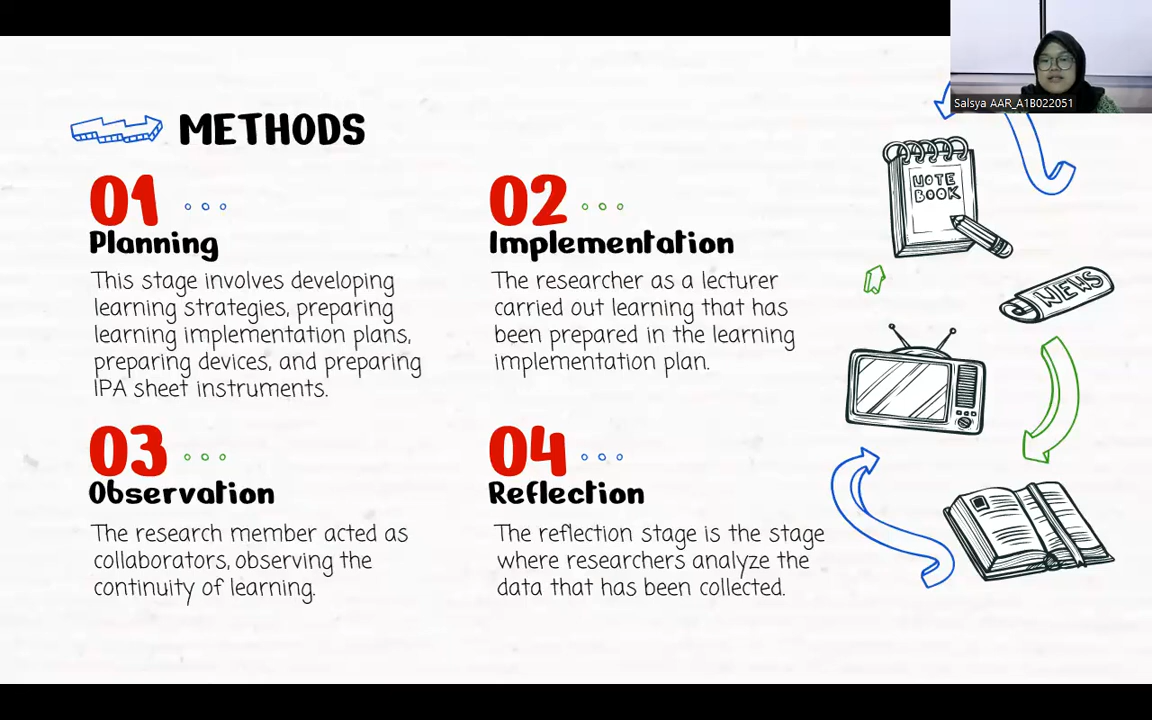 Salsya AAR_A1B022051
METHODS
01
Planning
This stage involves developing
learning strategies, preparing
learning implementation plans,
preparing devices, and preparing
IPA sheet instruments.
02
Implementation
The researcher as a lecturer
carried out learning that has
been prepared in the learning
implementation plan.
03
Observation
The research member acted as
collaborators, observing the
continuity of learning.
04
Reflection
The reflection stage is the stage
where researchers analyze the
data that has been collected.
NOTE
BOOK
NEWS